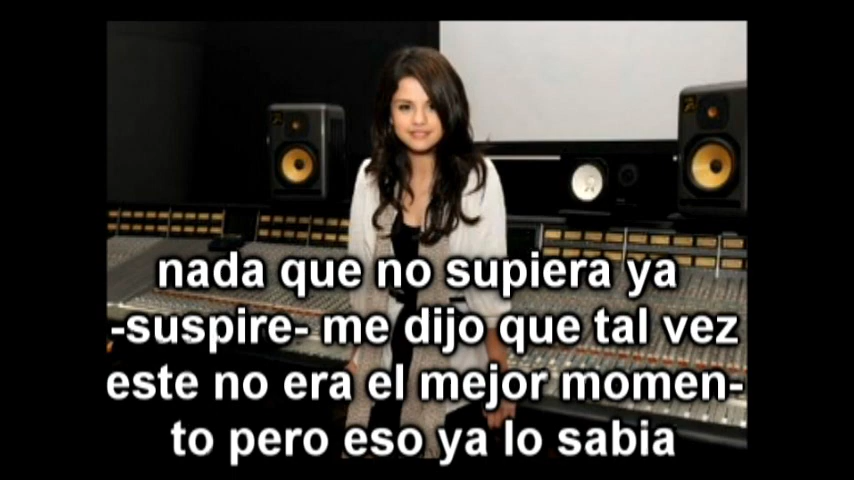 nada que no supiera ya
-suspire- me dijo que tal vez
este no era el mejor momen-
to pero eso ya lo sabia